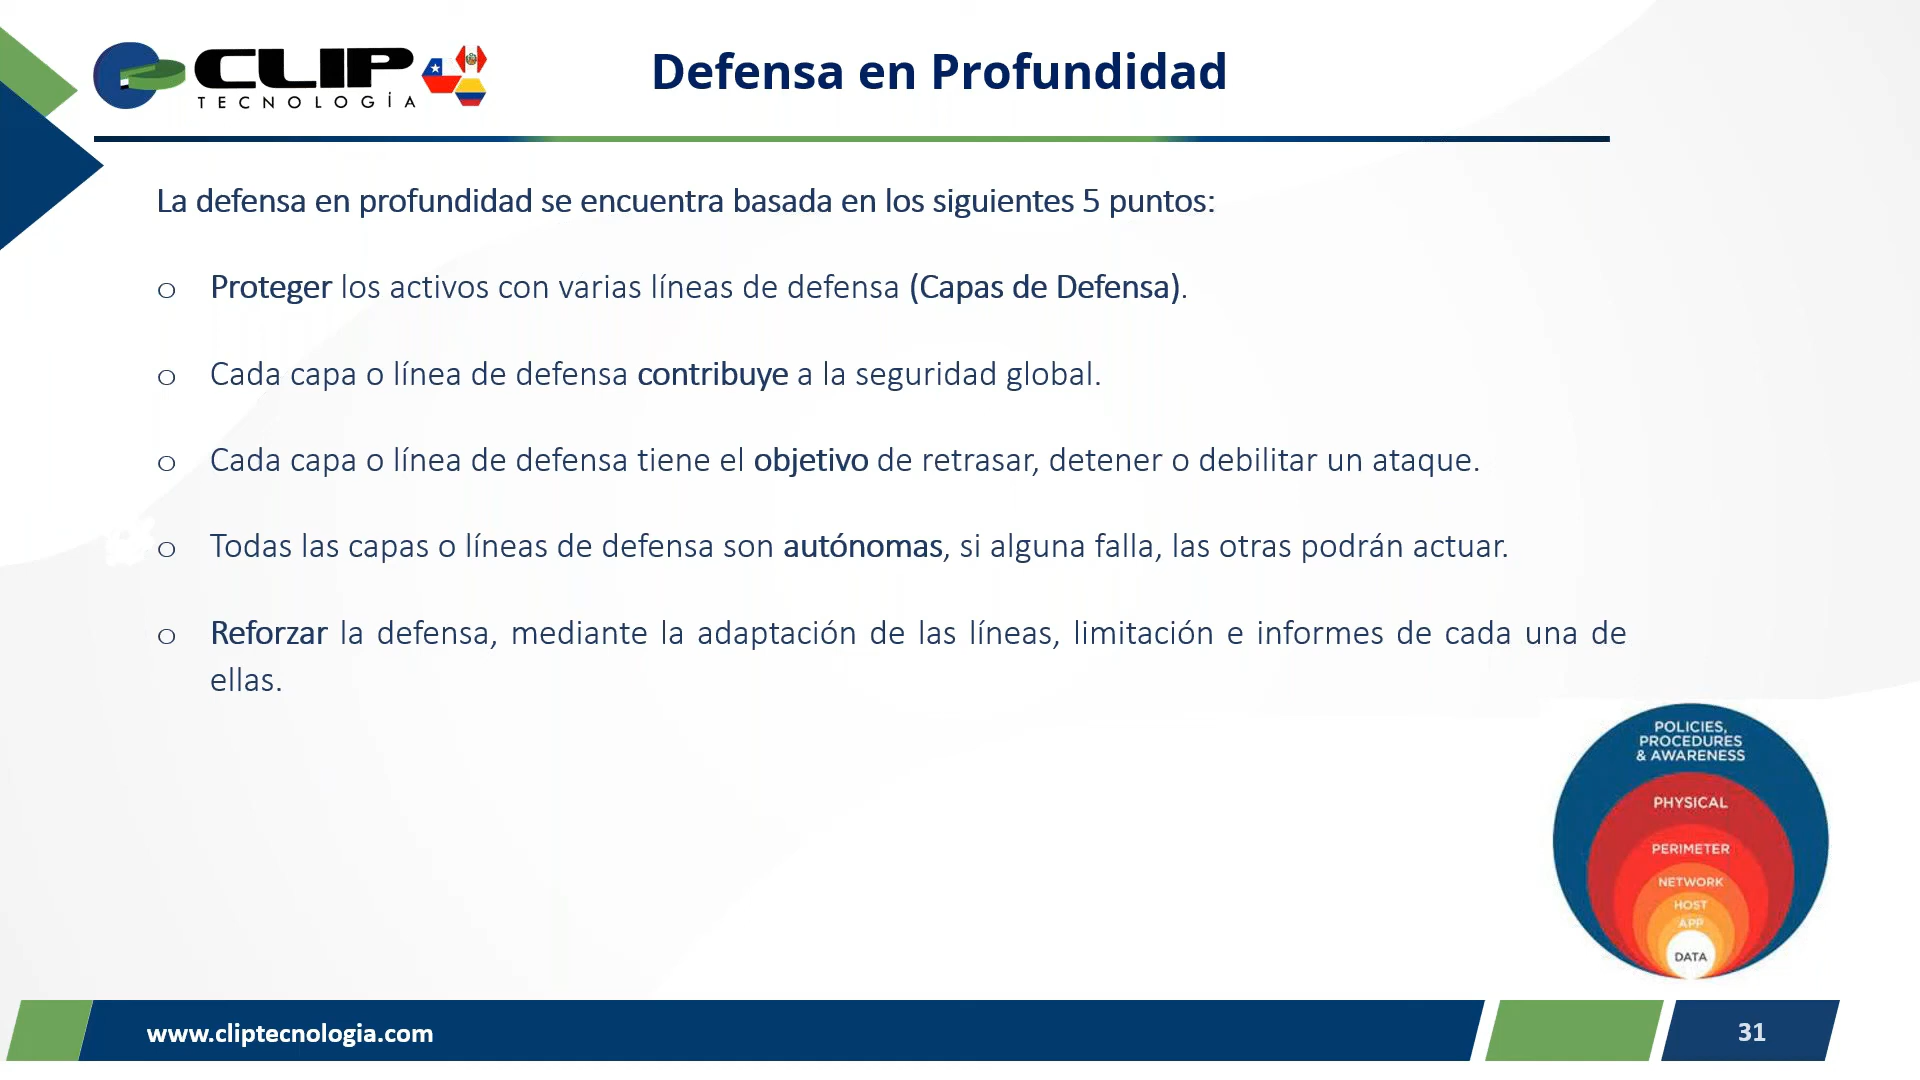 CLIP
TECNOLOGÍA
Defensa en Profundidad
La defensa en profundidad se encuentra basada en los siguientes 5 puntos:
o Proteger los activos con varias líneas de defensa (Capas de Defensa).
o Cada capa o línea de defensa contribuye a la seguridad global.
o Cada capa o línea de defensa tiene el objetivo de retrasar, detener o debilitar un ataque.
o Todas las capas o líneas de defensa son autónomas, si alguna falla, las otras podrán actuar.
o Reforzar la defensa, mediante la adaptación de las líneas, limitación e informes de cada una de
ellas.
POLICIES,
PROCEDURES
& AWARENESS
PHYSICAL
PERIMETER
NETWORK
HOST
APP
DATA
www.cliptecnologia.com
31